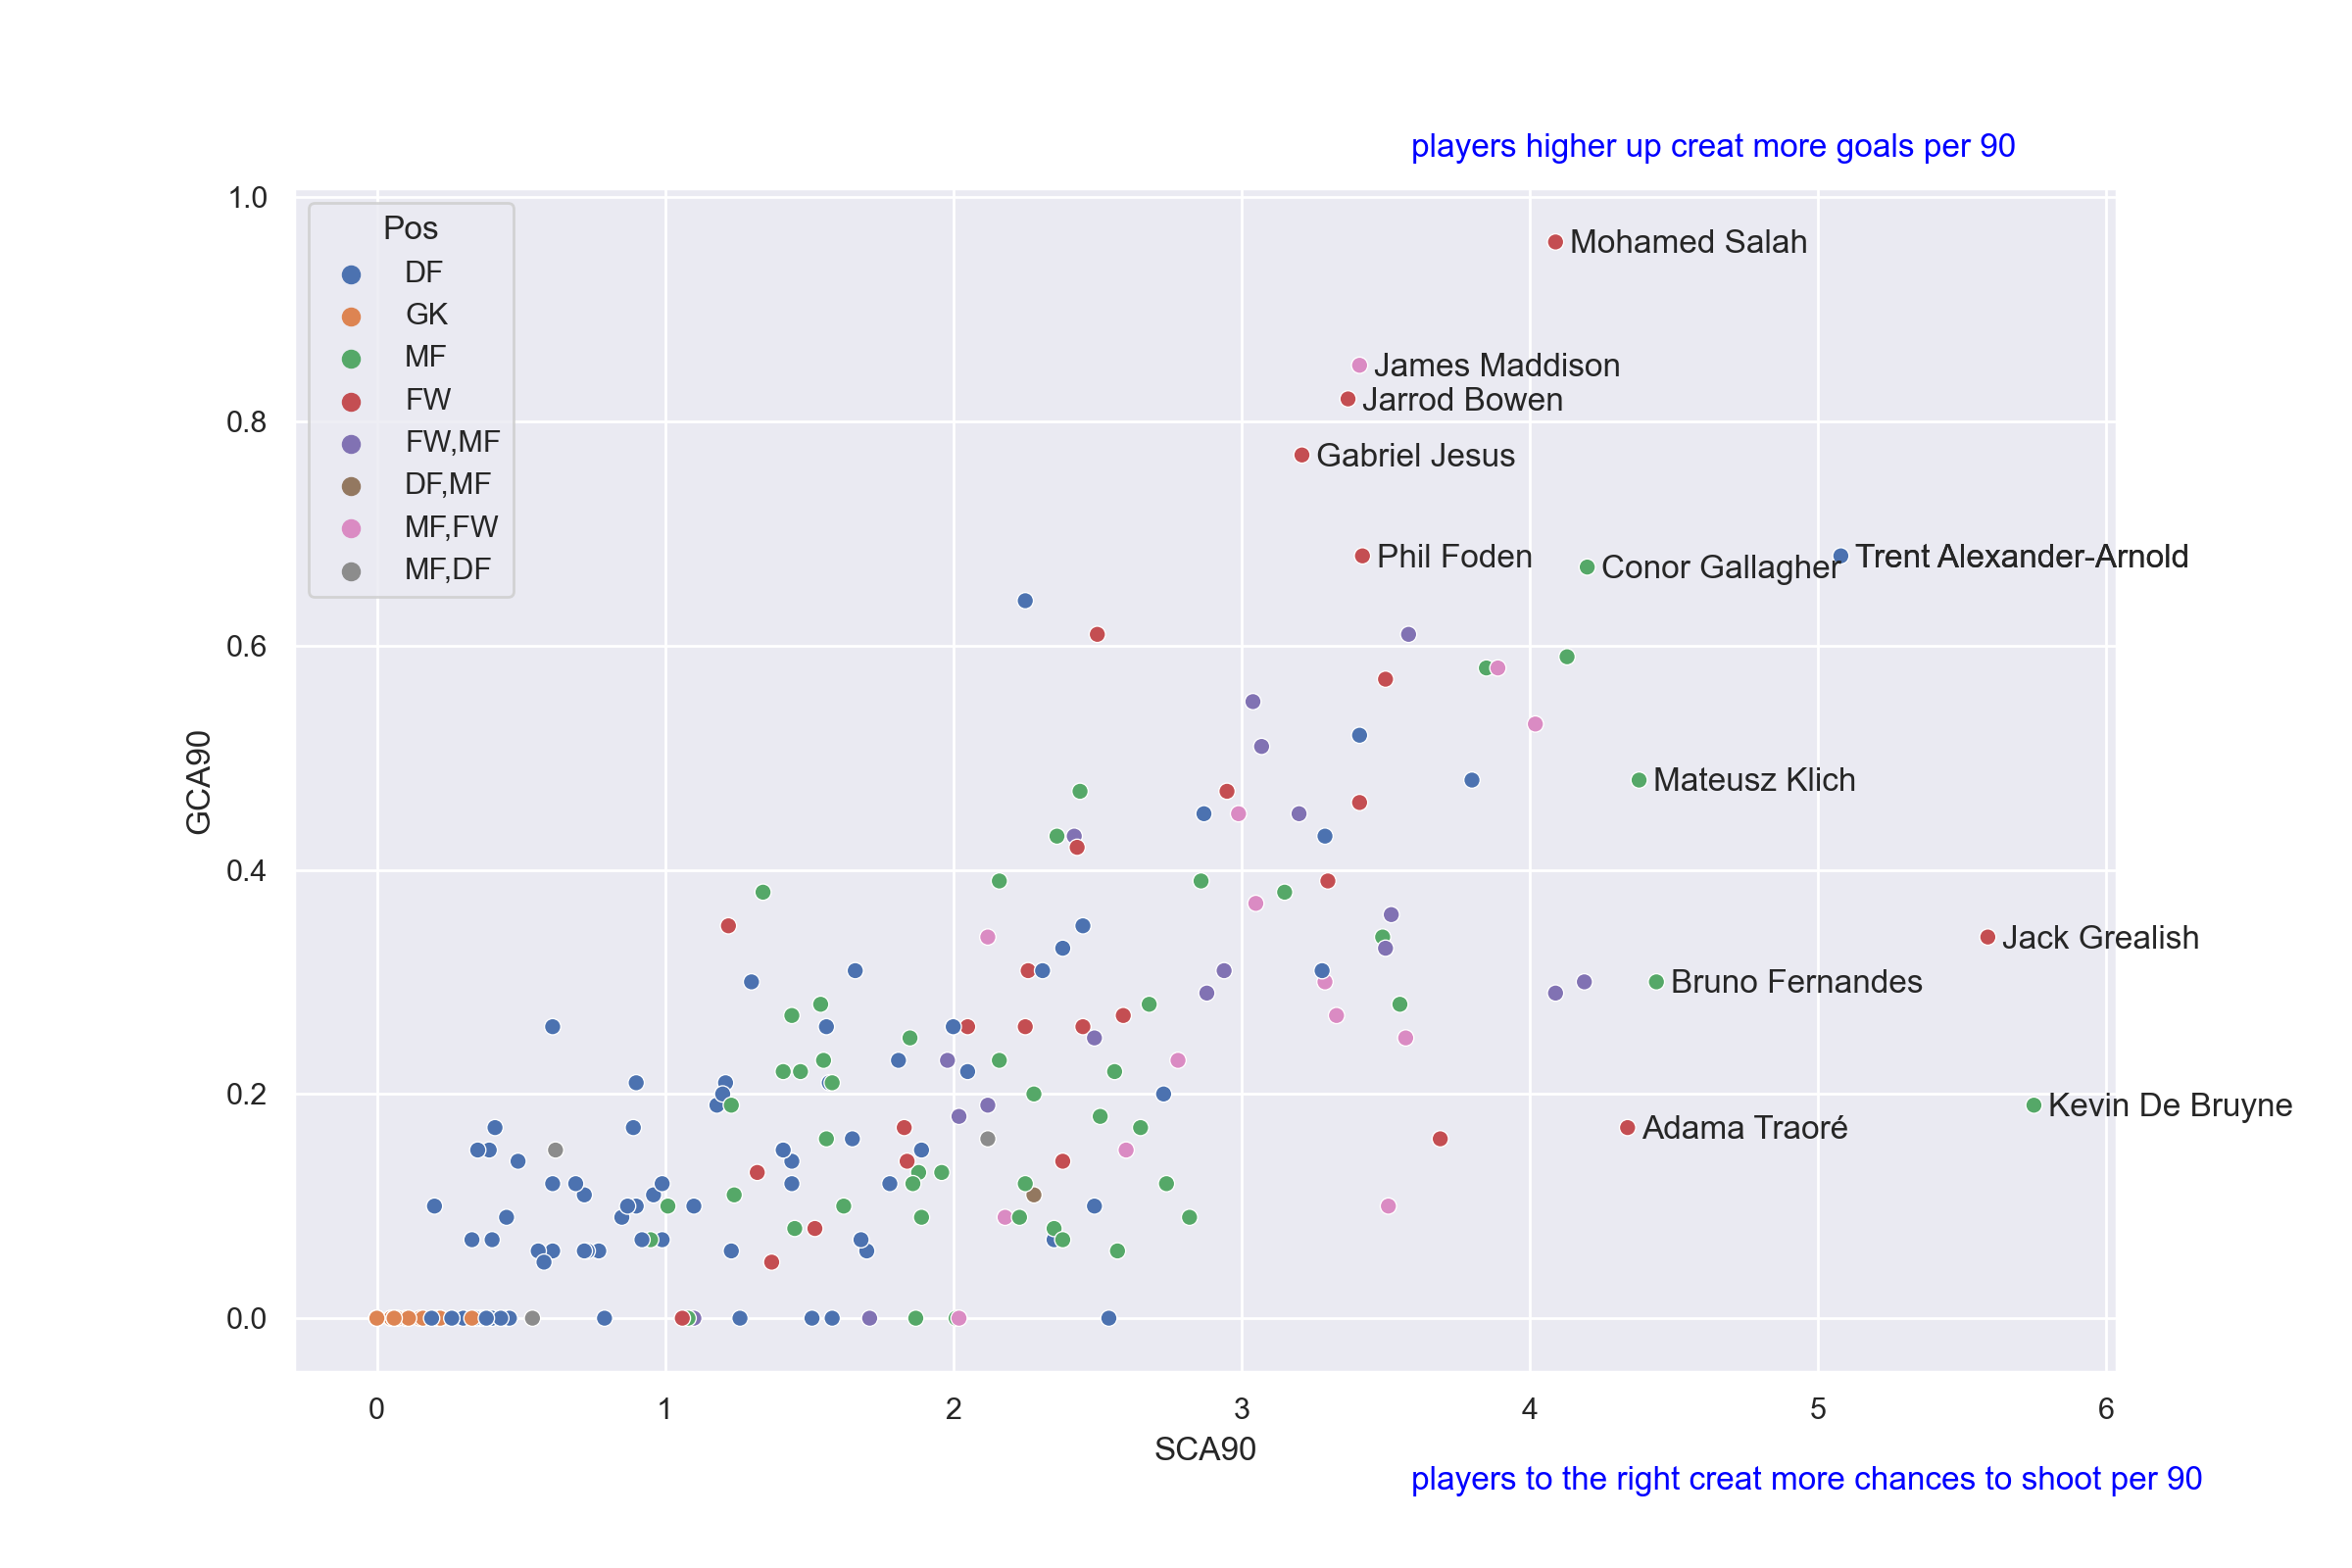 players higher up creat more goals per 90
1.0
0.8
0.6
0.4
0.2
0.0
GCA90
Pos
DF
GK
MF
FW
FW,MF
DF,MF
MF,FW
MF,DF
Mohamed Salah
James Maddison
Jarrod Bowen
Gabriel Jesus
Phil Foden
Conor Gallagher
Trent Alexander-Arnold
Mateusz Klich
Jack Grealish
Bruno Fernandes
Kevin De Bruyne
Adama Traoré
0 1 2 3 4 5 6
SCA90
players to the right creat more chances to shoot per 90